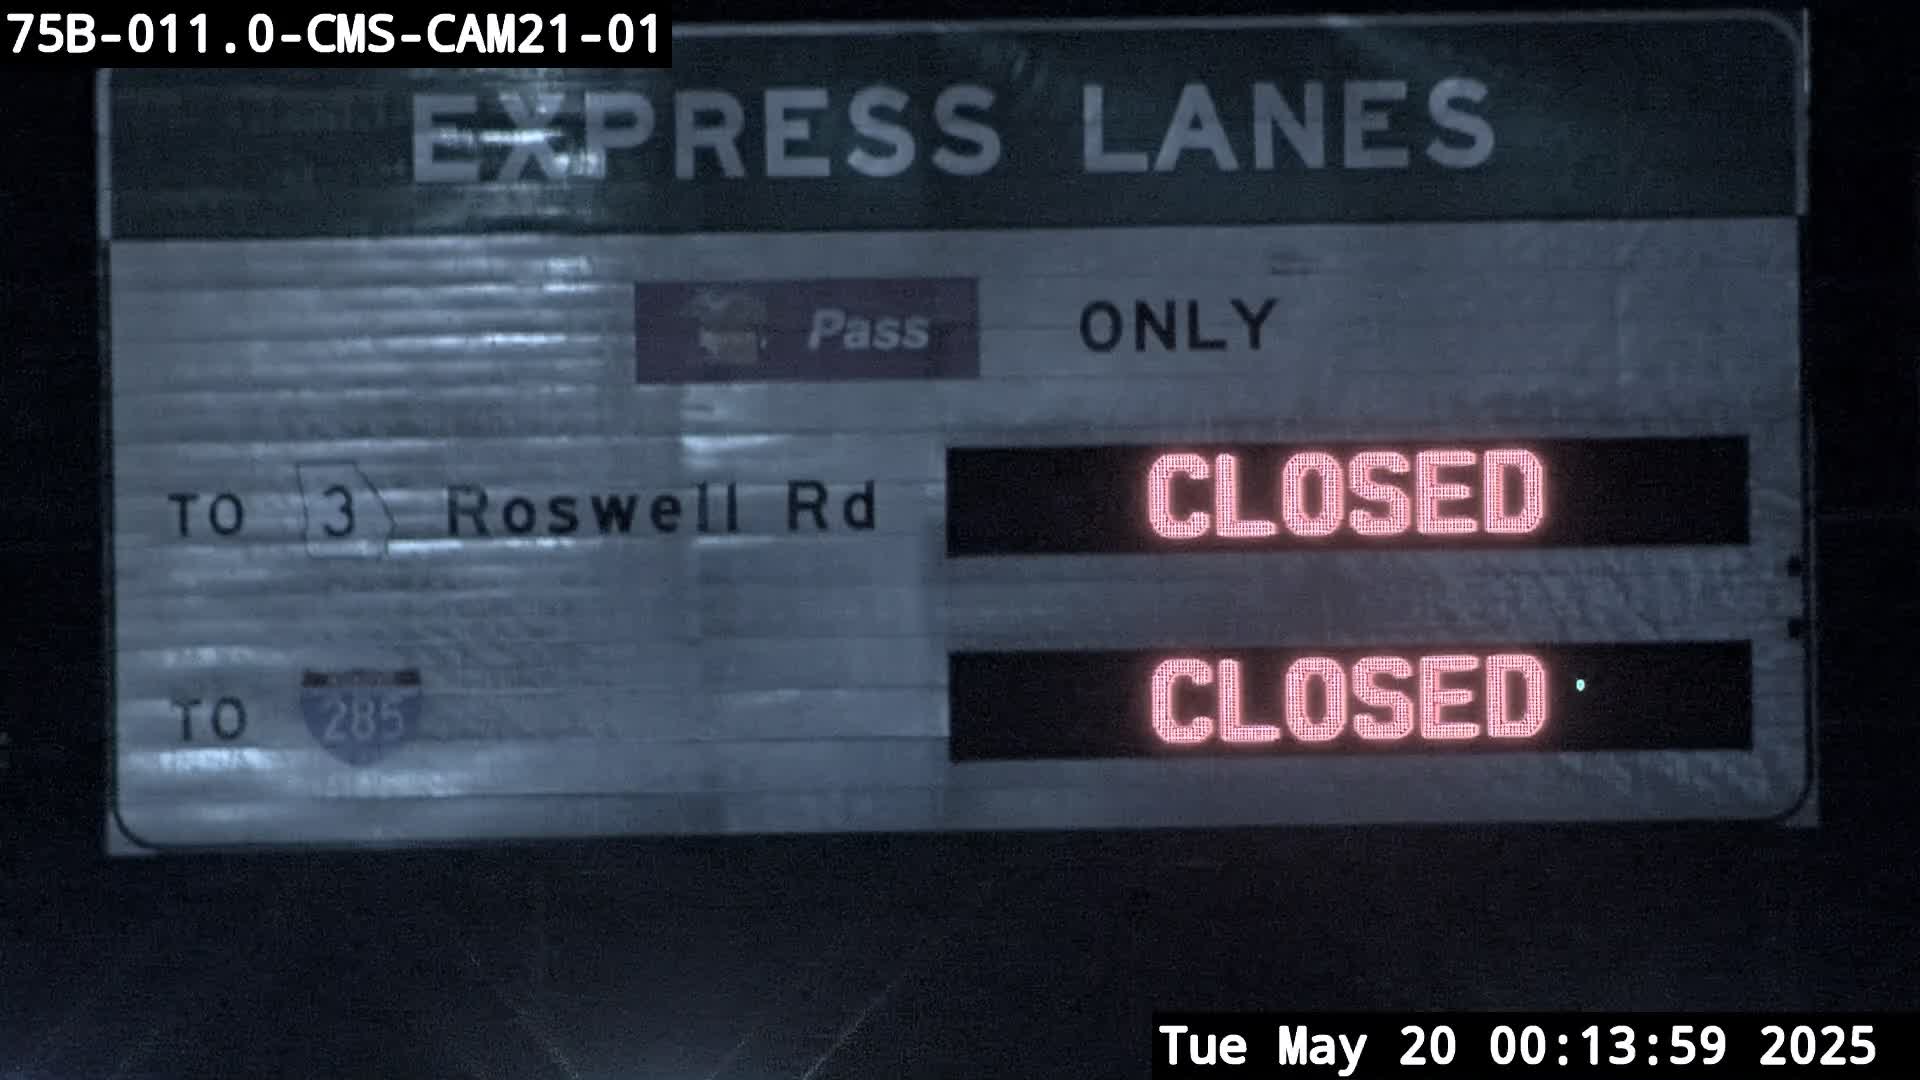 75B-011.0-CMS-CAM21-01
EXPRESS LANES
Pass ONLY
TO 3 Roswell Rd CLOSED
TO 285 CLOSED
Tue May 20 00:13:59 2025